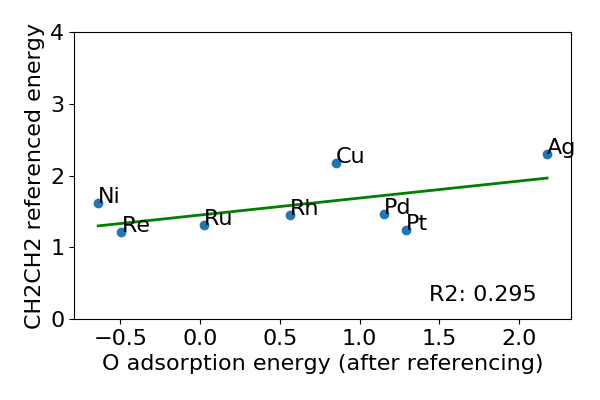 CH2CH2 referenced energy
4
3
2
1
0
Ni
Re
Ru
Rh
Cu
Pd
Pt
Ag
R2: 0.295
−0.5 0.0 0.5 1.0 1.5 2.0
O adsorption energy (after referencing)